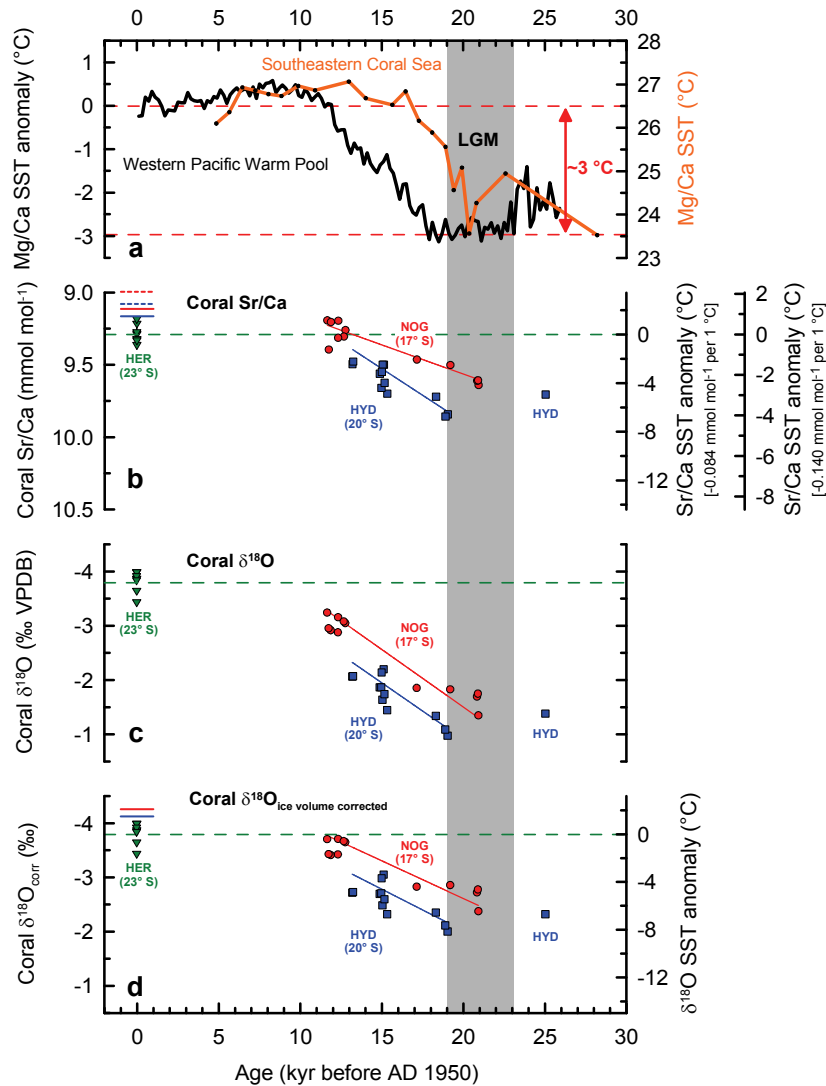 0 5 10 15 20 25 30
Mg/Ca SST anomaly (°C)
1
0
-1
-2
-3
Southeastern Coral Sea
Western Pacific Warm Pool
LGM
~3 °C
a
28
27
26
25
24
23
Mg/Ca SST (°C)
Coral Sr/Ca (mmol mol-1)
9.0
9.5
10.0
10.5
Coral Sr/Ca
HER
(23° S)
NOG
(17° S)
HYD
(20° S)
HYD
b
0
-4
-8
-12
Sr/Ca SST anomaly (°C)
[-0.084 mmol mol-1 per 1 °C]
2
0
-2
-4
-6
-8
Sr/Ca SST anomaly (°C)
[-0.140 mmol mol-1 per 1 °C]
Coral δ18O (‰ VPDB)
-4
-3
-2
-1
Coral δ18O
HER
(23° S)
NOG
(17° S)
HYD
(20° S)
HYD
c
Coral δ18Ocorr (‰)
-4
-3
-2
-1
Coral δ18Oice volume corrected
HER
(23° S)
NOG
(17° S)
HYD
(20° S)
HYD
d
0
-4
-8
-12
δ18O SST anomaly (°C)
0 5 10 15 20 25 30
Age (kyr before AD 1950)